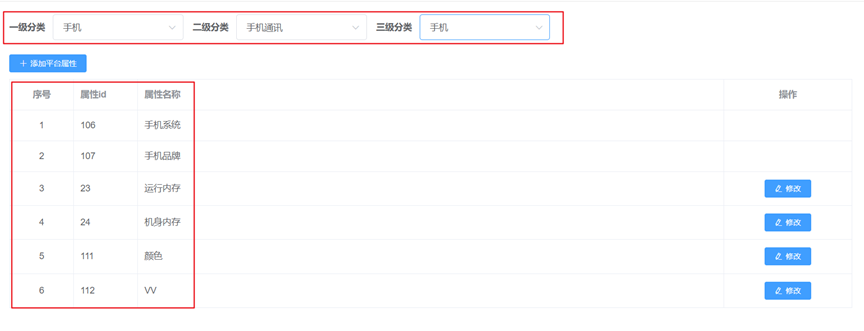 一级分类 手机 二级分类 手机通讯 三级分类 手机
+ 添加平台属性
序号 属性id 属性名称 操作
1 106 手机系统
2 107 手机品牌
3 23 运行内存 修改
4 24 机身内存 修改
5 111 颜色 修改
6 112 VV 修改